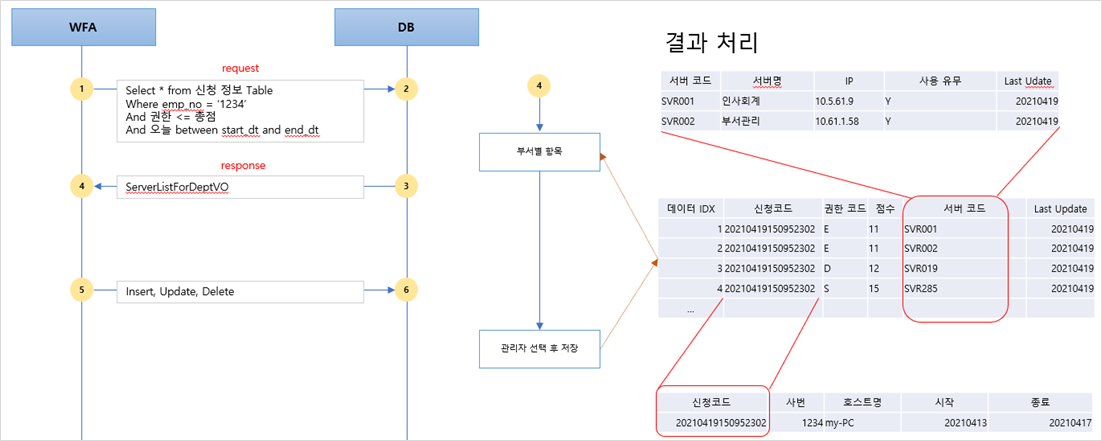 WFA
DB
request
1
Select * from 신청 정보 Table
Where emp_no = ‘1234’
And 권한 <= 종점
And 오늘 between start_dt and end_dt
2
response
4
ServerListForDeptVO
3
5
Insert, Update, Delete
6
4
부서별 항목
관리자 선택 후 저장
결과 처리
서버 코드 서버명 IP 사용 유무 Last Udate
SVR001 인사회계 10.5.61.9 Y 20210419
SVR002 부서관리 10.61.1.58 Y 20210419
데이터 IDX 신청코드 권한 코드 점수 서버 코드 Last Update
1 20210419150952302 E 11 SVR001 20210419
2 20210419150952302 E 11 SVR002 20210419
3 20210419150952302 D 12 SVR019 20210419
4 20210419150952302 S 15 SVR285 20210419
...
신청코드 사번 호스트명 시작 종료
20210419150952302 1234 my-PC 20210413 20210417